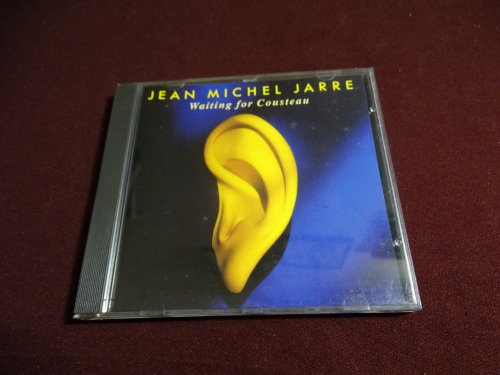 JEAN MICHEL JARRE
Waiting for Cousteau